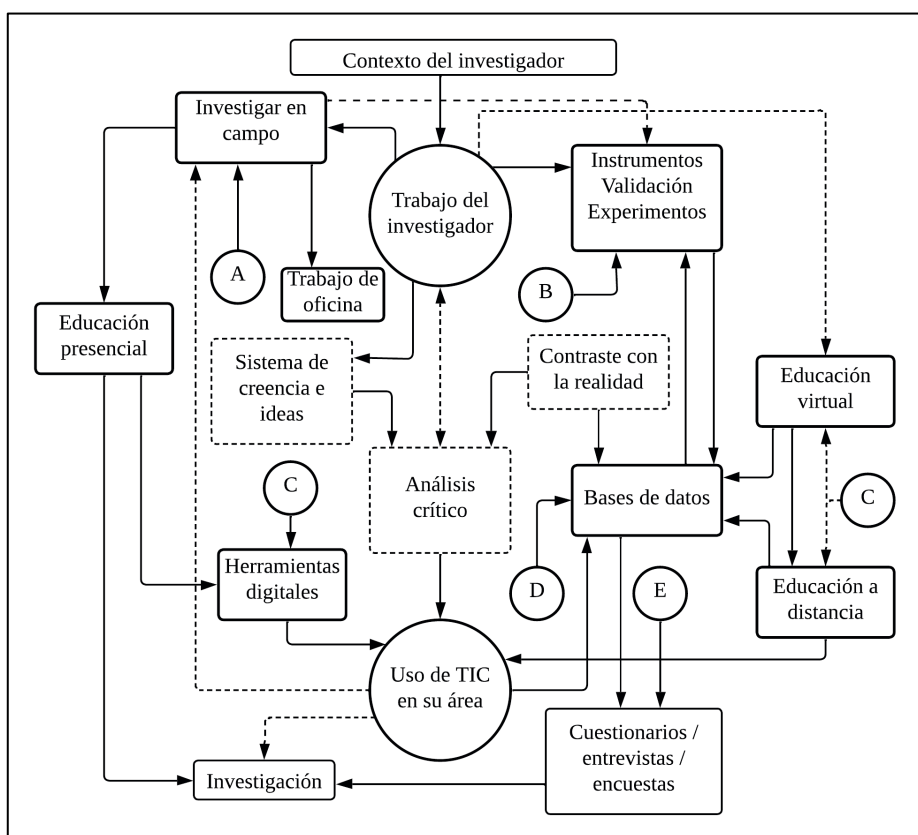 Contexto del investigador
Investigar en
campo
Trabajo del
investigador
Instrumentos
Validación
Experimentos
A
Trabajo de
oficina
B
Educación
presencial
Sistema de
creencia e
ideas
Contraste con
la realidad
Educación
virtual
C
Análisis
crítico
Bases de datos
C
Herramientas
digitales
D
E
Educación a
distancia
Uso de TIC
en su área
Cuestionarios /
entrevistas /
encuestas
Investigación